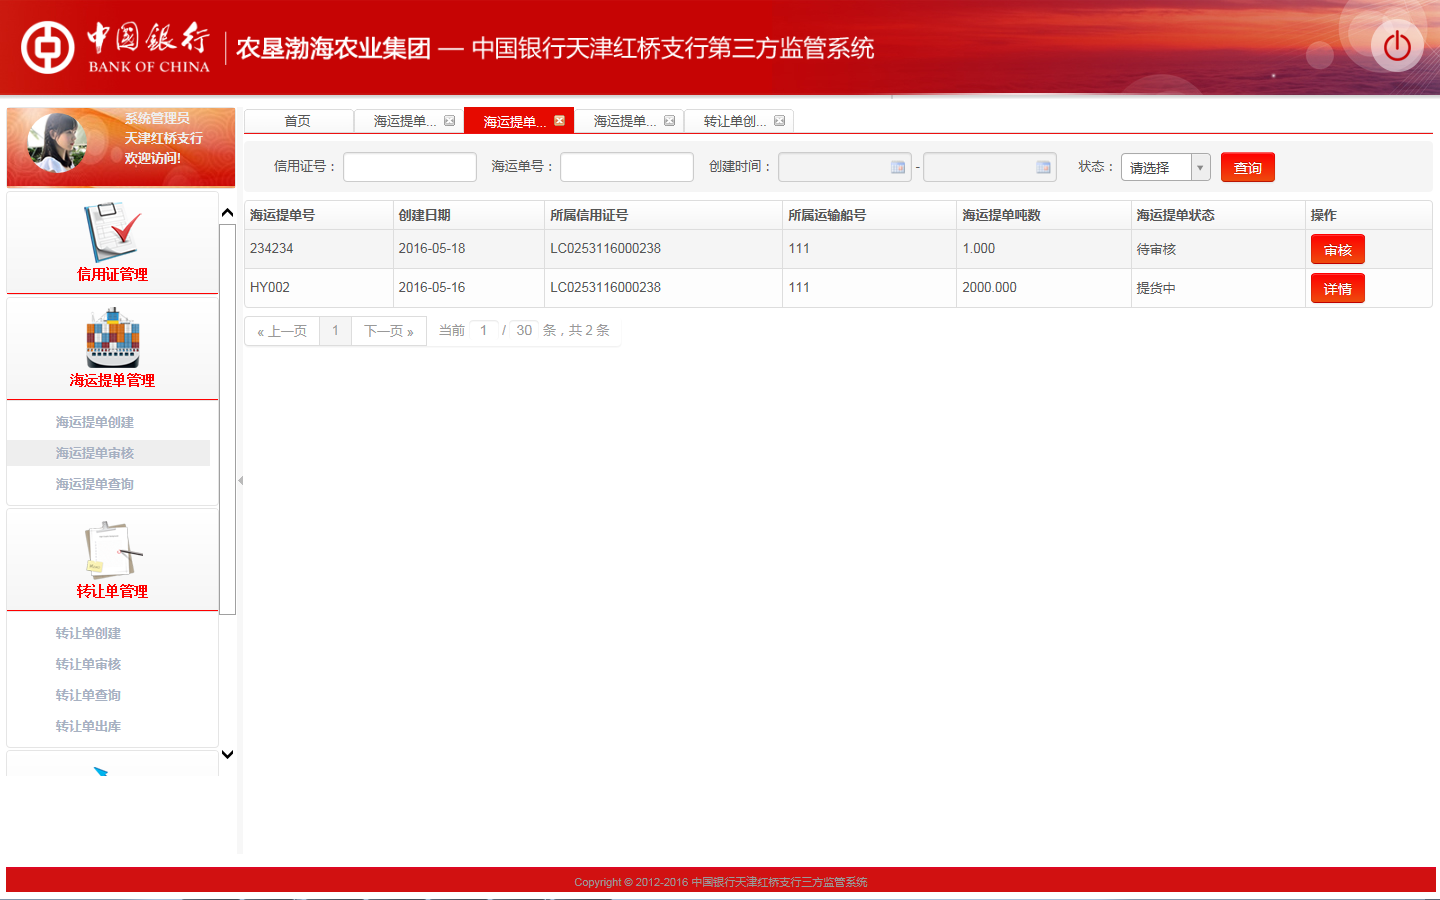 中国银行
BANK OF CHINA
农垦渤海农业集团 — 中国银行天津红桥支行第三方监管系统
系统管理员
天津红桥支行
欢迎访问!
首页 海运提单... 海运提单... 海运提单... 转让单创...
信用证号： 海运单号： 创建时间： - 状态： 请选择 查询
海运提单号 创建日期 所属信用证号 所属运输船号 海运提单吨数 海运提单状态 操作
234234 2016-05-18 LC0253116000238 111 1.000 待审核 审核
HY002 2016-05-16 LC0253116000238 111 2000.000 提货中 详情
« 上一页 1 下一页 » 当前 1 / 30 条，共 2 条
信用证管理
海运提单管理
海运提单创建
海运提单审核
海运提单查询
转让单管理
转让单创建
转让单审核
转让单查询
转让单出库
Copyright © 2012-2016 中国银行天津红桥支行三方监管系统